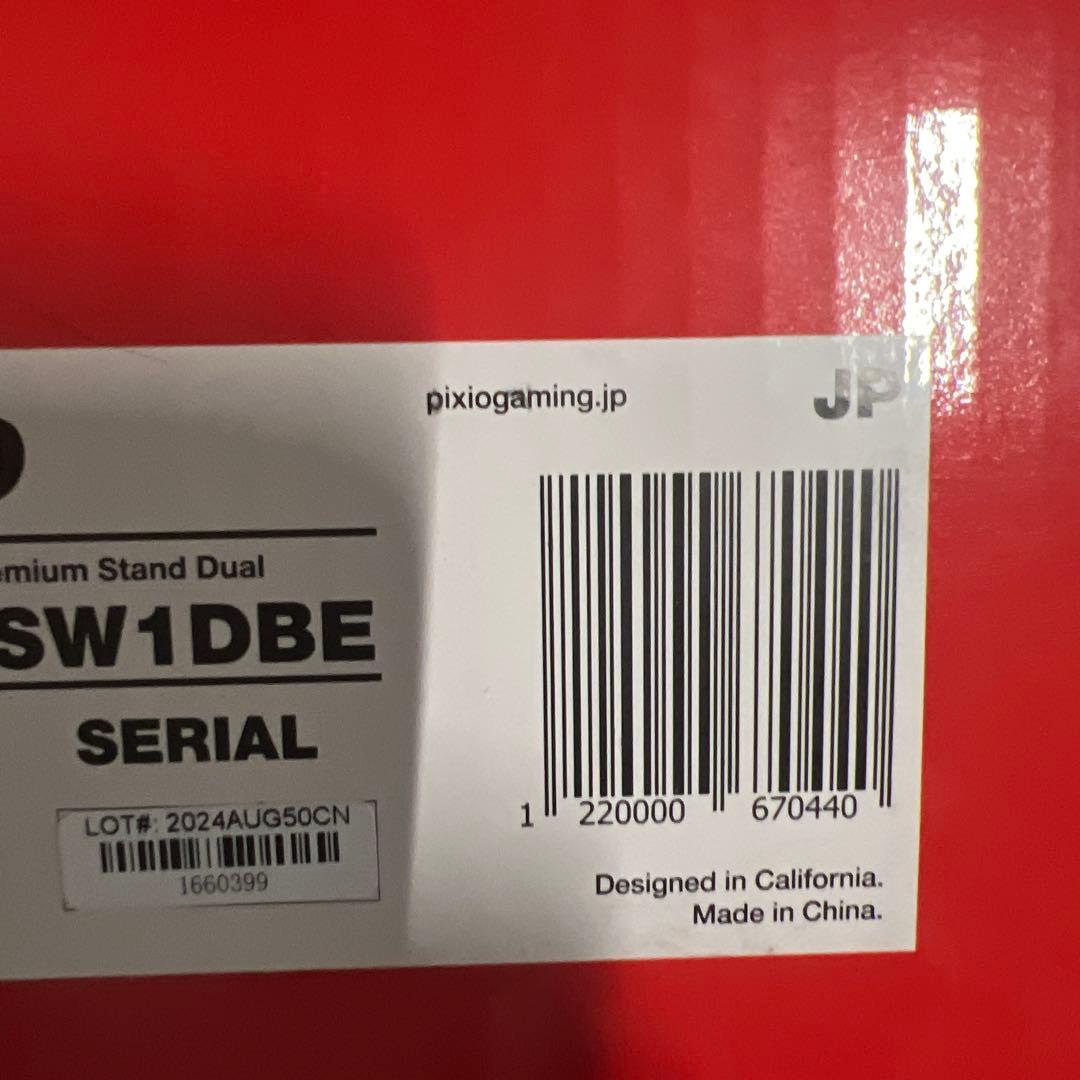 pixiogaming.jp
JP
mium Stand Dual
SW1DBE
SERIAL
LOT#: 2024AUG50CN
1660399
1 220000 670440
Designed in California.
Made in China.